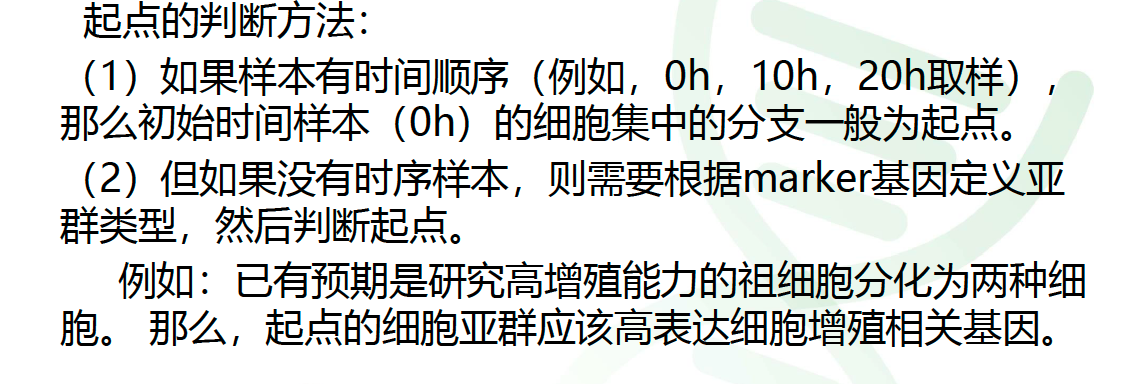 起点的判断方法：
（1）如果样本有时间顺序（例如，0h，10h，20h取样），
那么初始时间样本（0h）的细胞集中的分支一般为起点。
（2）但如果没有时序样本，则需要根据marker基因定义亚
群类型，然后判断起点。
例如：已有预期是研究高增殖能力的祖细胞分化为两种细
胞。 那么，起点的细胞亚群应该高表达细胞增殖相关基因。